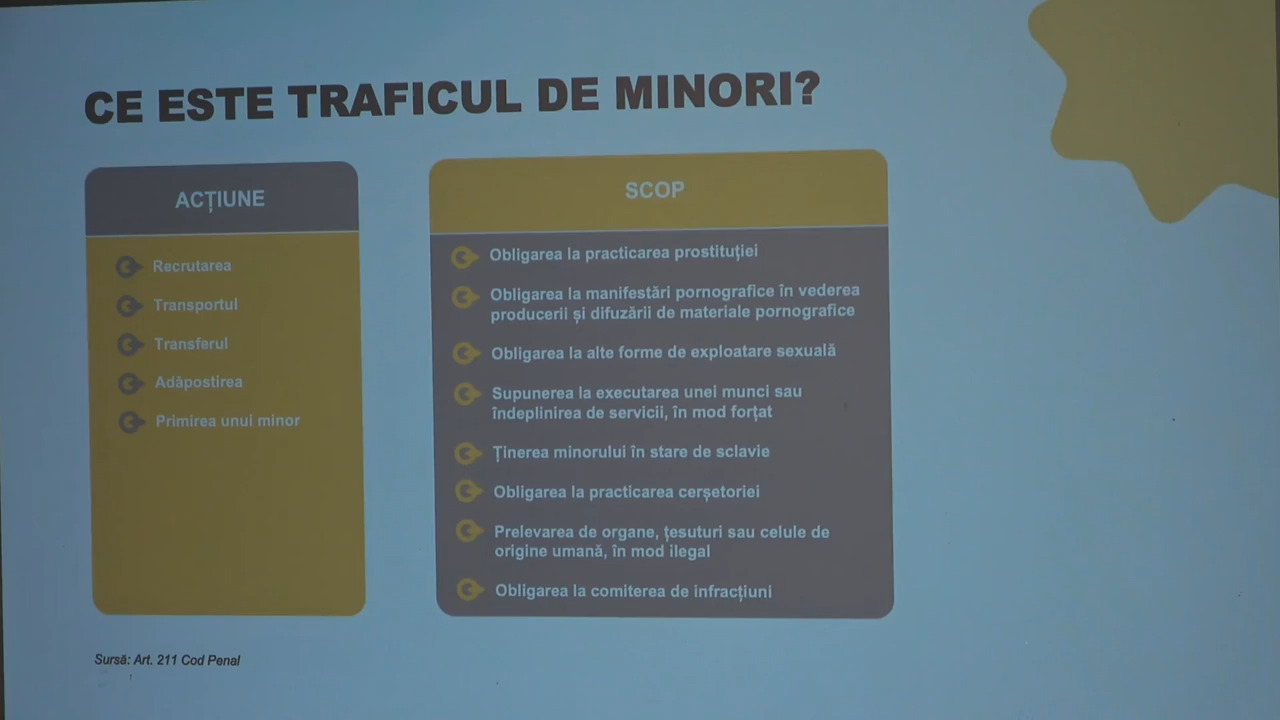 CE ESTE TRAFICUL DE MINORI?
ACȚIUNE
Recrutarea
Transportul
Transferul
Adăpostirea
Primirea unul minor
SCOP
Obligarea la practicarea prostituției
Obligarea la manifestări pornografice în vederea
producerii și difuzării de materiale pornografice
Obligarea la alte forme de exploatare sexuală
Supunerea la executarea unei munci sau
îndeplinirea de servicii, în mod forțat
Ținerea minorului în stare de sclavie
Obligarea la practicarea cerșetoriei
Prelevarea de organe, țesuturi sau celule de
origine umană, în mod ilegal
Obligarea la comiterea de infracțiuni
Sursă: Art. 211 Cod Penal